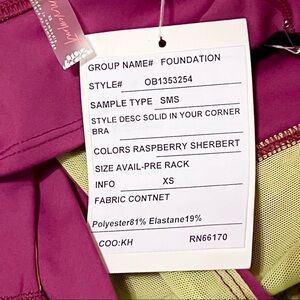 GROUP NAME# FOUNDATION
STYLE# OB1353254
SAMPLE TYPE SMS
STYLE DESC SOLID IN YOUR CORNER
BRA
COLORS RASPBERRY SHERBERT
SIZE AVAIL-PRE RACK
INFO XS
FABRIC CONTNET
Polyester81% Elastane19%
COO:KH RN66170